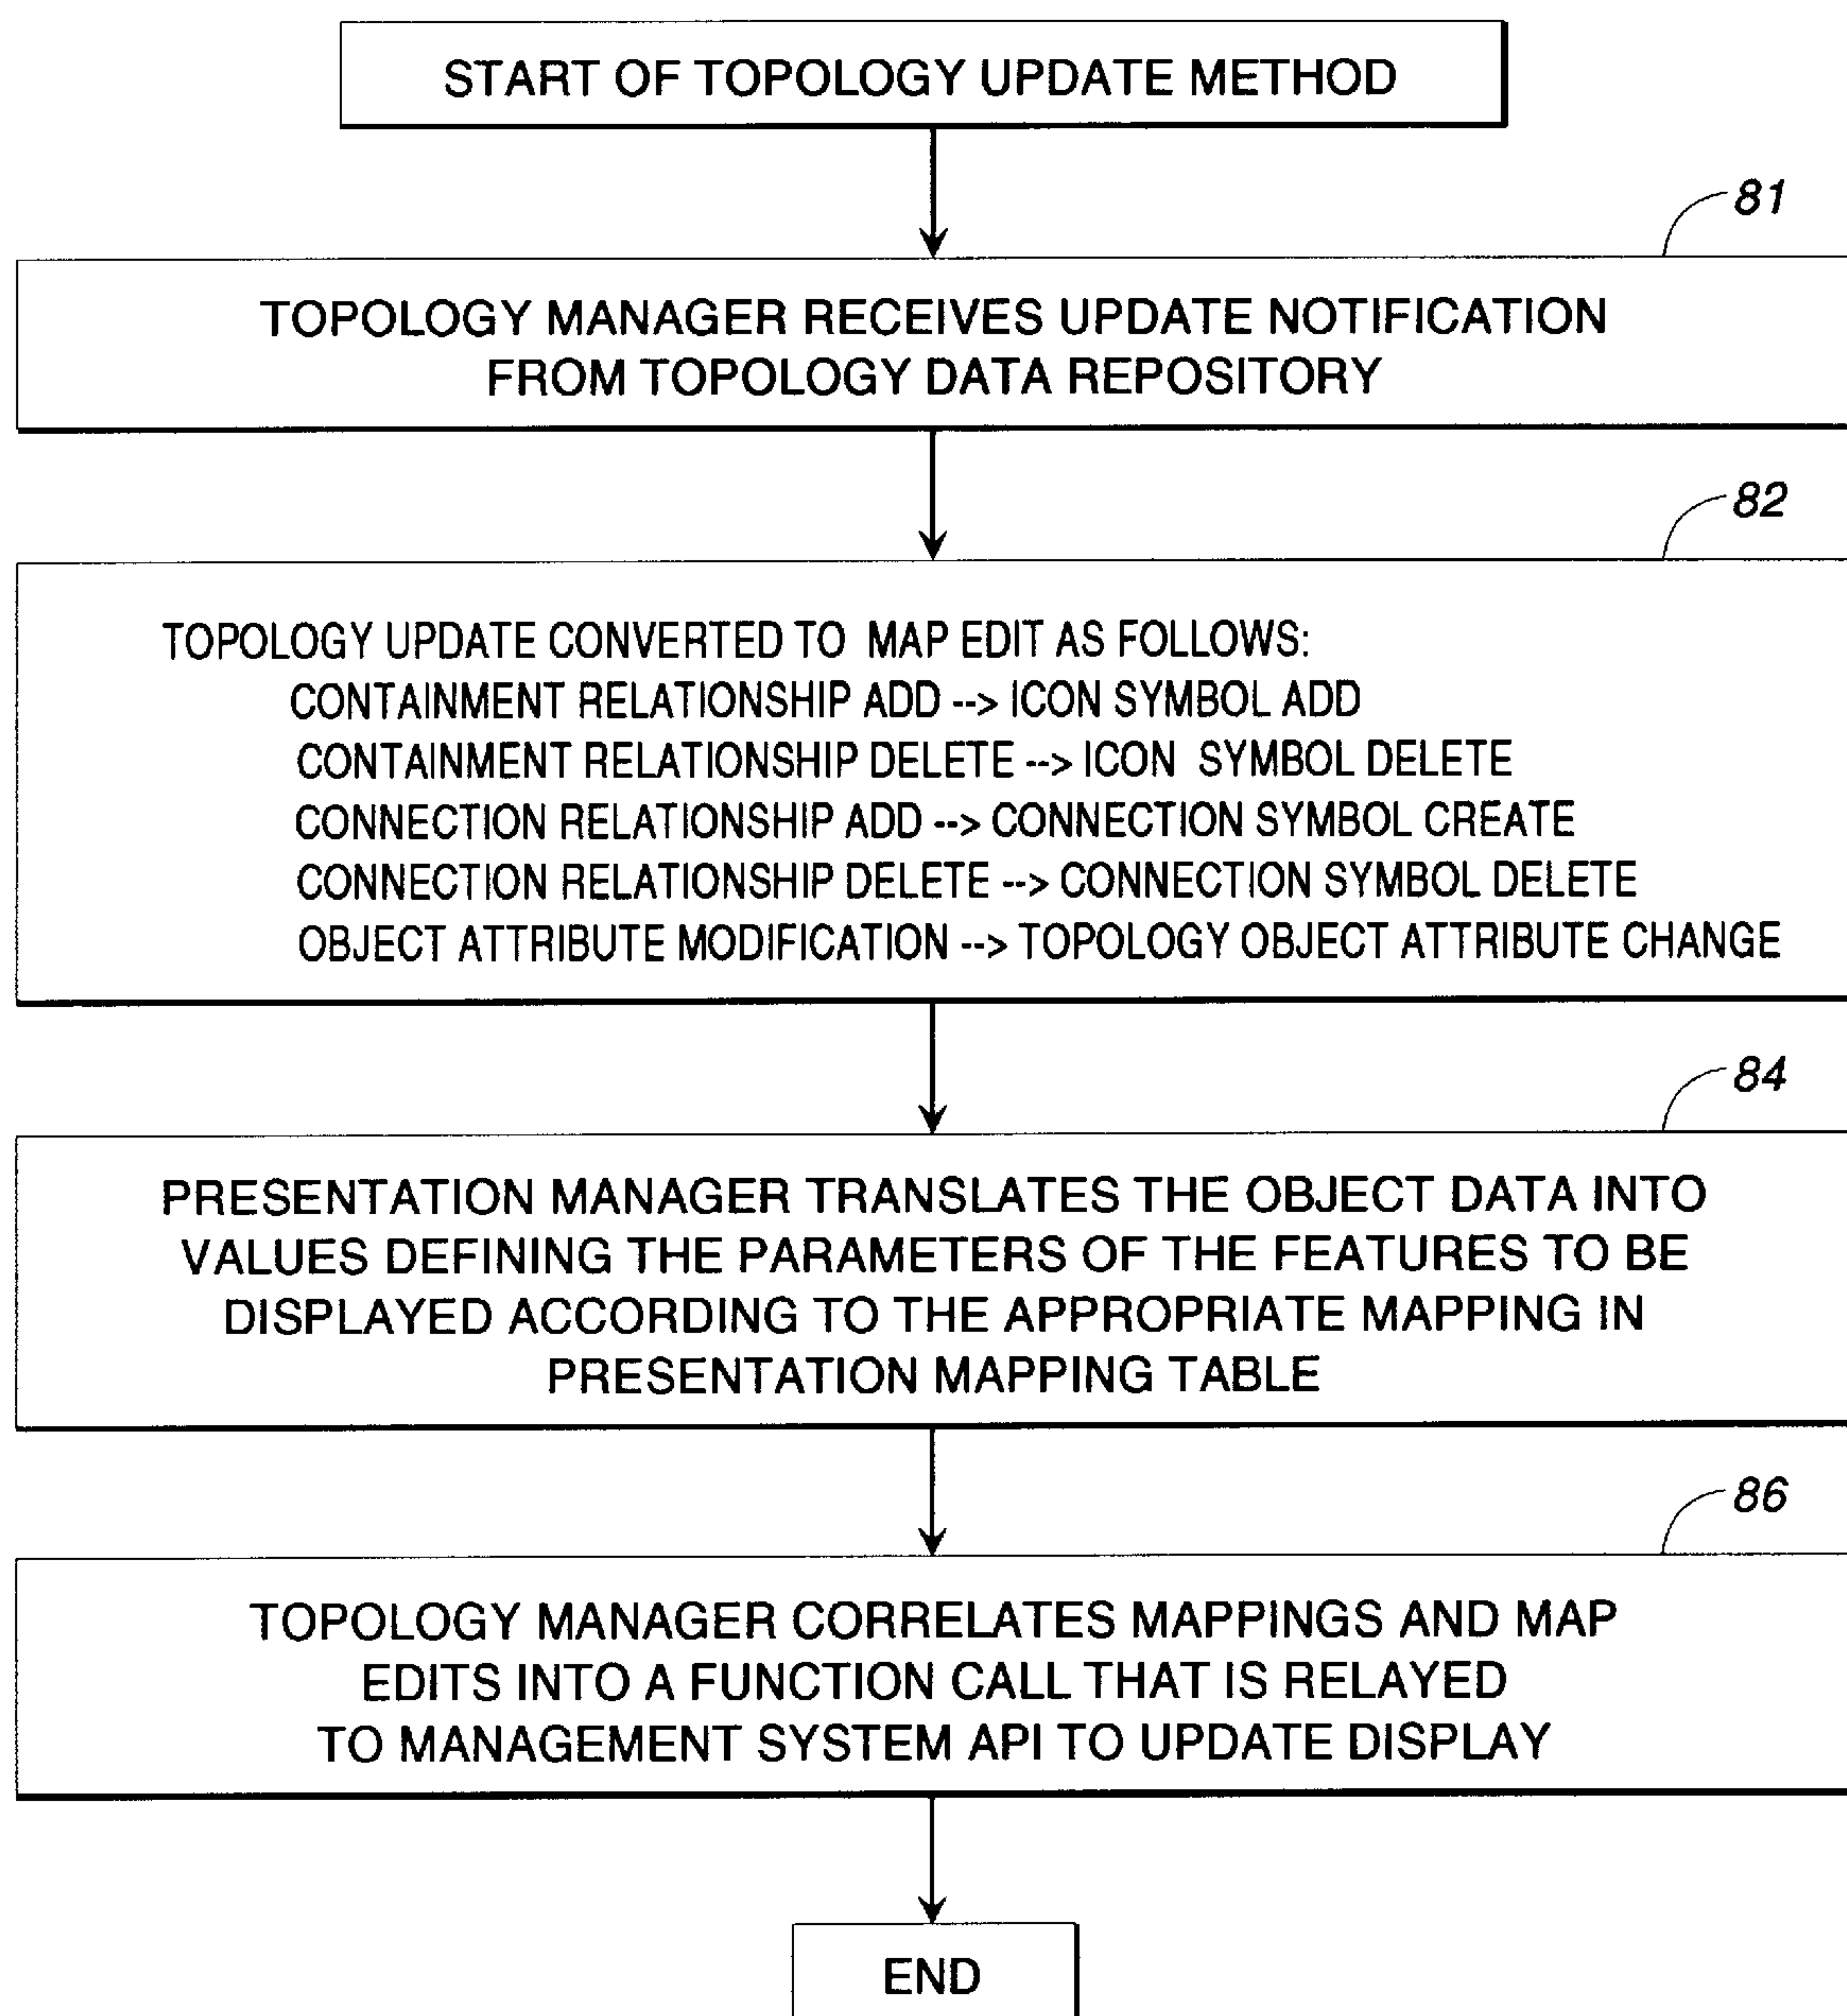 START OF TOPOLOGY UPDATE METHOD
81
TOPOLOGY MANAGER RECEIVES UPDATE NOTIFICATION
FROM TOPOLOGY DATA REPOSITORY
82
TOPOLOGY UPDATE CONVERTED TO MAP EDIT AS FOLLOWS:
CONTAINMENT RELATIONSHIP ADD --> ICON SYMBOL ADD
CONTAINMENT RELATIONSHIP DELETE --> ICON SYMBOL DELETE
CONNECTION RELATIONSHIP ADD --> CONNECTION SYMBOL CREATE
CONNECTION RELATIONSHIP DELETE --> CONNECTION SYMBOL DELETE
OBJECT ATTRIBUTE MODIFICATION --> TOPOLOGY OBJECT ATTRIBUTE CHANGE
84
PRESENTATION MANAGER TRANSLATES THE OBJECT DATA INTO
VALUES DEFINING THE PARAMETERS OF THE FEATURES TO BE
DISPLAYED ACCORDING TO THE APPROPRIATE MAPPING IN
PRESENTATION MAPPING TABLE
86
TOPOLOGY MANAGER CORRELATES MAPPINGS AND MAP
EDITS INTO A FUNCTION CALL THAT IS RELAYED
TO MANAGEMENT SYSTEM API TO UPDATE DISPLAY
END